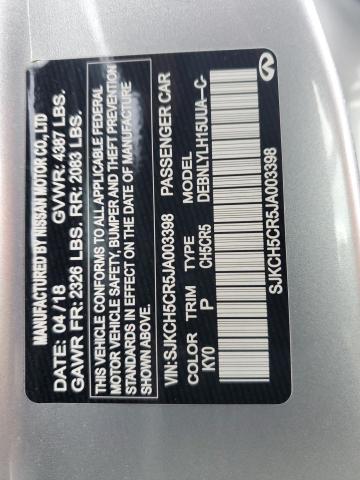 MANUFACTURED BY NISSAN MOTOR CO., LTD
DATE: 04/18 GVWR: 4387 LBS.
GAWR FR: 2326 LBS. RR: 2083 LBS.
THIS VEHICLE CONFORMS TO ALL APPLICABLE FEDERAL
MOTOR VEHICLE SAFETY, BUMPER AND THEFT PREVENTION
STANDARDS IN EFFECT ON THE DATE OF MANUFACTURE
SHOWN ABOVE.
VIN:SJKCH5CR5JA003398 PASSENGER CAR
COLOR TRIM TYPE MODEL
KY0 P CH5CR5 DEBNLYLH15UUA--C-
SJKCH5CR5JA003398